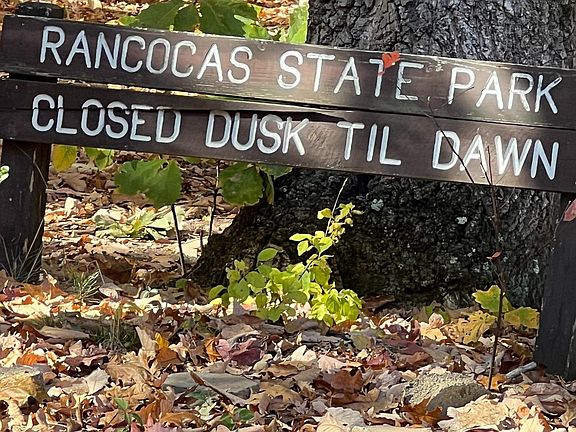 RANCOCAS STATE PARK
CLOSED DUSK TIL DAWN